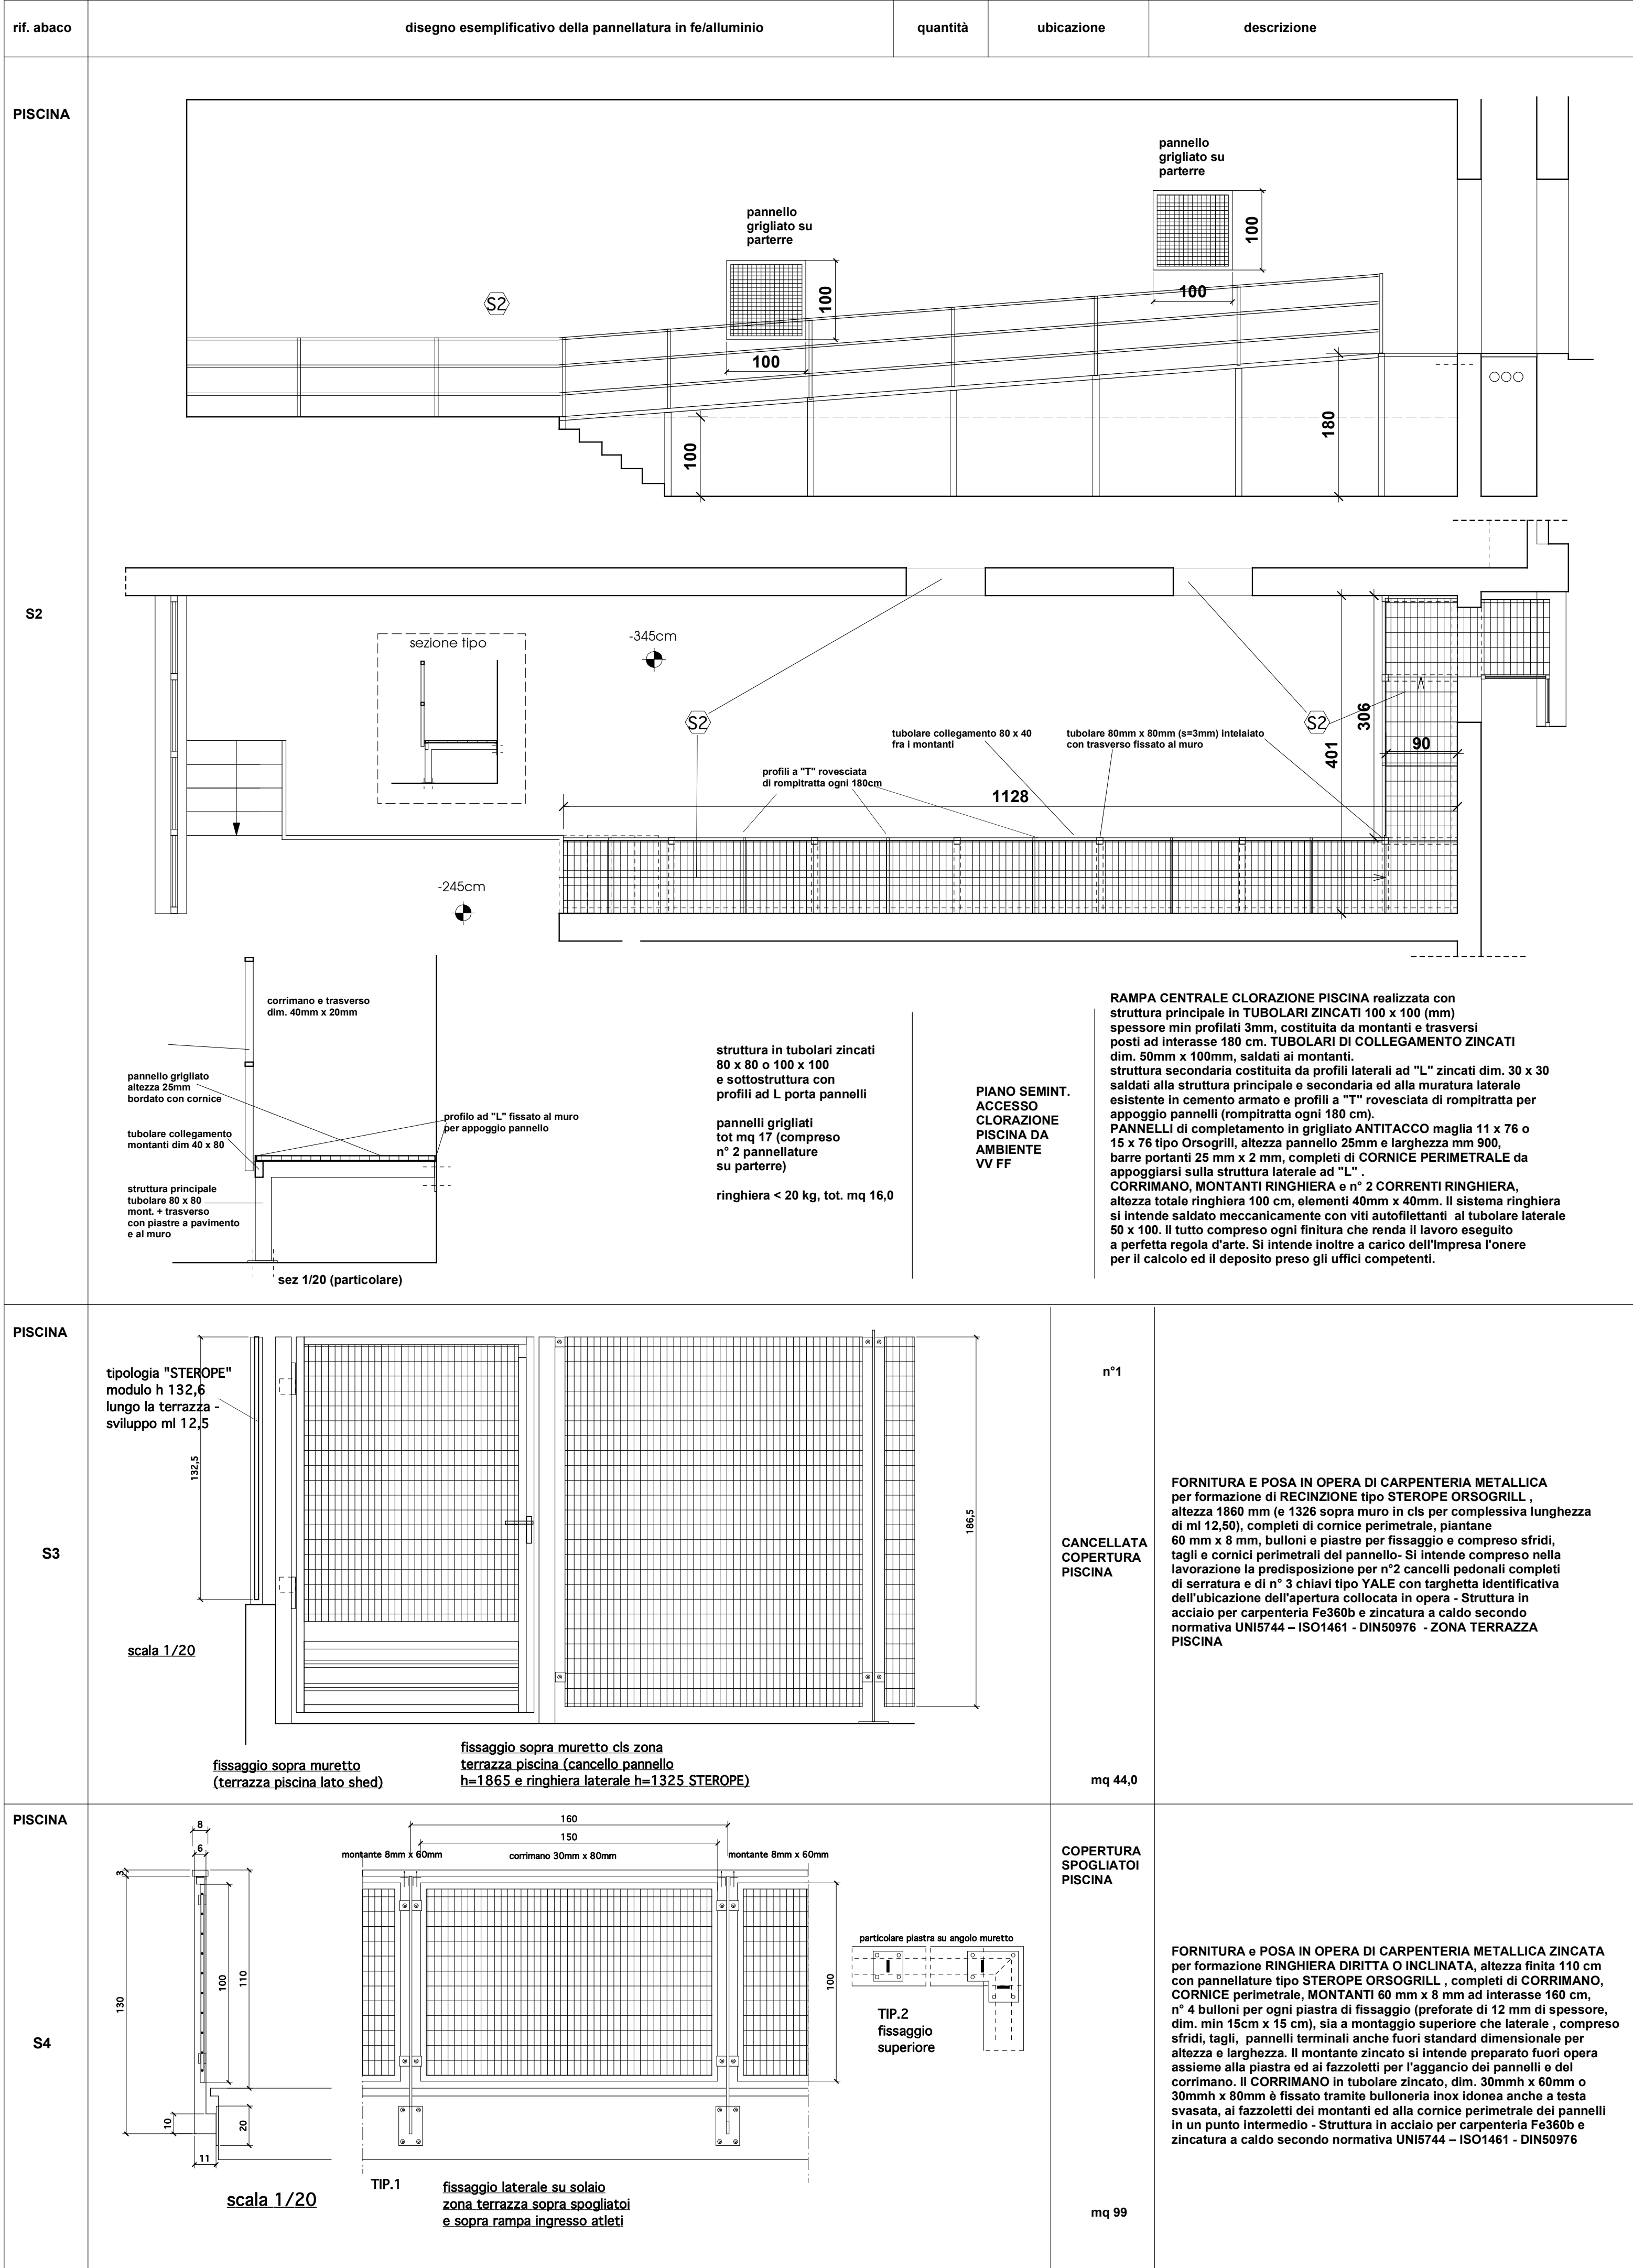 rif. abaco
disegno esemplificativo della pannellatura in fe/alluminio
quantità
ubicazione
descrizione
PISCINA
S2
pannello
grigliato su
parterre
100
100
pannello
grigliato su
parterre
100
100
S2
100
180
sezione tipo
-345cm
S2
S2
tubolare collegamento 80 x 40
fra i montanti
tubolare 80mm x 80mm (s=3mm) intelaiato
con trasverso fissato al muro
profili a "T" rovesciata
di rompitratta ogni 180cm
1128
401
306
90
-245cm
corrimano e trasverso
dim. 40mm x 20mm
pannello grigliato
altezza 25mm
bordato con cornice
tubolare collegamento
montanti dim 40 x 80
profilo ad "L" fissato al muro
per appoggio pannello
struttura principale
tubolare 80 x 80
mont. + trasverso
con piastre a pavimento
e al muro
sez 1/20 (particolare)
struttura in tubolari zincati
80 x 80 o 100 x 100
e sottostruttura con
profili ad L porta pannelli
pannelli grigliati
tot mq 17 (compreso
n° 2 pannellature
su parterre)
ringhiera < 20 kg, tot. mq 16,0
PIANO SEMINT.
ACCESSO
CLORAZIONE
PISCINA DA
AMBIENTE
VV FF
RAMPA CENTRALE CLORAZIONE PISCINA realizzata con
struttura principale in TUBOLARI ZINCATI 100 x 100 (mm)
spessore min profilati 3mm, costituita da montanti e trasversi
posti ad interasse 180 cm. TUBOLARI DI COLLEGAMENTO ZINCATI
dim. 50mm x 100mm, saldati ai montanti.
struttura secondaria costituita da profili laterali ad "L" zincati dim. 30 x 30
saldati alla struttura principale e secondaria ed alla muratura laterale
esistente in cemento armato e profili a "T" rovesciata di rompitratta per
appoggio pannelli (rompitratta ogni 180 cm).
PANNELLI di completamento in grigliato ANTITACCO maglia 11 x 76 o
15 x 76 tipo Orsogrill, altezza pannello 25mm e larghezza mm 900,
barre portanti 25 mm x 2 mm, completi di CORNICE PERIMETRALE da
appoggiarsi sulla struttura laterale ad "L" .
CORRIMANO, MONTANTI RINGHIERA e n° 2 CORRENTI RINGHIERA,
altezza totale ringhiera 100 cm, elementi 40mm x 40mm. Il sistema ringhiera
si intende saldato meccanicamente con viti autofilettanti al tubolare laterale
50 x 100. Il tutto compreso ogni finitura che renda il lavoro eseguito
a perfetta regola d'arte. Si intende inoltre a carico dell'Impresa l'onere
per il calcolo ed il deposito preso gli uffici competenti.
PISCINA
S3
tipologia "STEROPE"
modulo h 132,6
lungo la terrazza -
sviluppo ml 12,5
132,5
scala 1/20
186,5
fissaggio sopra muretto
(terrazza piscina lato shed)
fissaggio sopra muretto cls zona
terrazza piscina (cancello pannello
h=1865 e ringhiera laterale h=1325 STEROPE)
n°1
CANCELLATA
COPERTURA
PISCINA
mq 44,0
FORNITURA E POSA IN OPERA DI CARPENTERIA METALLICA
per formazione di RECINZIONE tipo STEROPE ORSOGRILL ,
altezza 1860 mm (e 1326 sopra muro in cls per complessiva lunghezza
di ml 12,50), completi di cornice perimetrale, piantane
60 mm x 8 mm, bulloni e piastre per fissaggio e compreso sfridi,
tagli e cornici perimetrali del pannello- Si intende compreso nella
lavorazione la predisposizione per n°2 cancelli pedonali completi
di serratura e di n° 3 chiavi tipo YALE con targhetta identificativa
dell'ubicazione dell'apertura collocata in opera - Struttura in
acciaio per carpenteria Fe360b e zincatura a caldo secondo
normativa UNI5744 – ISO1461 - DIN50976 - ZONA TERRAZZA
PISCINA
PISCINA
S4
8
6
3
130
100
110
10
20
11
scala 1/20
160
150
montante 8mm x 60mm
corrimano 30mm x 80mm
montante 8mm x 60mm
100
TIP.1
fissaggio laterale su solaio
zona terrazza sopra spogliatoi
e sopra rampa ingresso atleti
particolare piastra su angolo muretto
TIP.2
fissaggio
superiore
COPERTURA
SPOGLIATOI
PISCINA
mq 99
FORNITURA e POSA IN OPERA DI CARPENTERIA METALLICA ZINCATA
per formazione RINGHIERA DIRITTA O INCLINATA, altezza finita 110 cm
con pannellature tipo STEROPE ORSOGRILL , completi di CORRIMANO,
CORNICE perimetrale, MONTANTI 60 mm x 8 mm ad interasse 160 cm,
n° 4 bulloni per ogni piastra di fissaggio (preforate di 12 mm di spessore,
dim. min 15cm x 15 cm), sia a montaggio superiore che laterale , compreso
sfridi, tagli, pannelli terminali anche fuori standard dimensionale per
altezza e larghezza. Il montante zincato si intende preparato fuori opera
assieme alla piastra ed ai fazzoletti per l'aggancio dei pannelli e del
corrimano. Il CORRIMANO in tubolare zincato, dim. 30mmh x 60mm o
30mmh x 80mm è fissato tramite bulloneria inox idonea anche a testa
svasata, ai fazzoletti dei montanti ed alla cornice perimetrale dei pannelli
in un punto intermedio - Struttura in acciaio per carpenteria Fe360b e
zincatura a caldo secondo normativa UNI5744 – ISO1461 - DIN50976